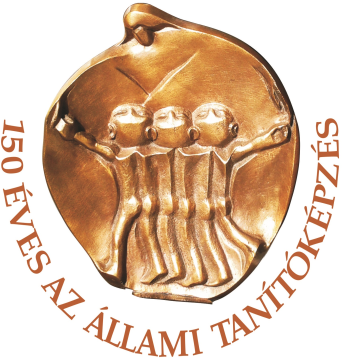 150 ÉVES AZ ÁLLAMI TANÍTÓKÉPZÉS